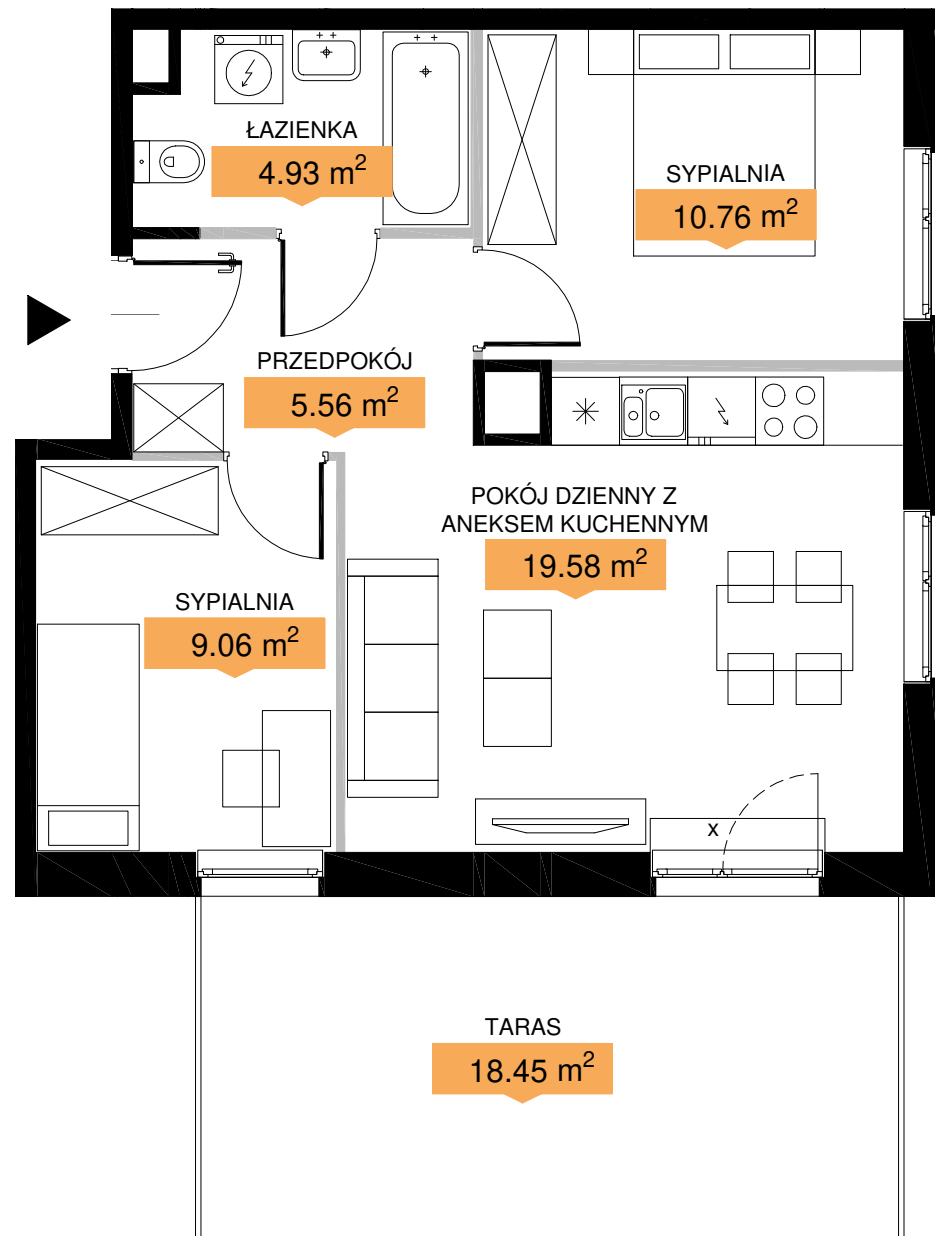 ŁAZIENKA
4.93 m²
SYPIALNIA
10.76 m²
PRZEDPOKÓJ
5.56 m²
POKÓJ DZIENNY Z
ANEKSEM KUCHENNYM
19.58 m²
SYPIALNIA
9.06 m²
x
TARAS
18.45 m²